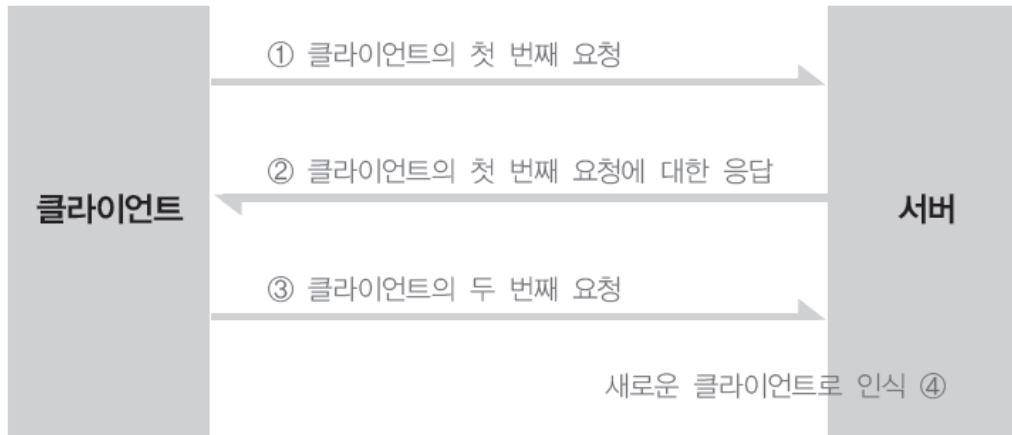 ① 클라이언트의 첫 번째 요청
② 클라이언트의 첫 번째 요청에 대한 응답
클라이언트
서버
③ 클라이언트의 두 번째 요청
새로운 클라이언트로 인식 ④